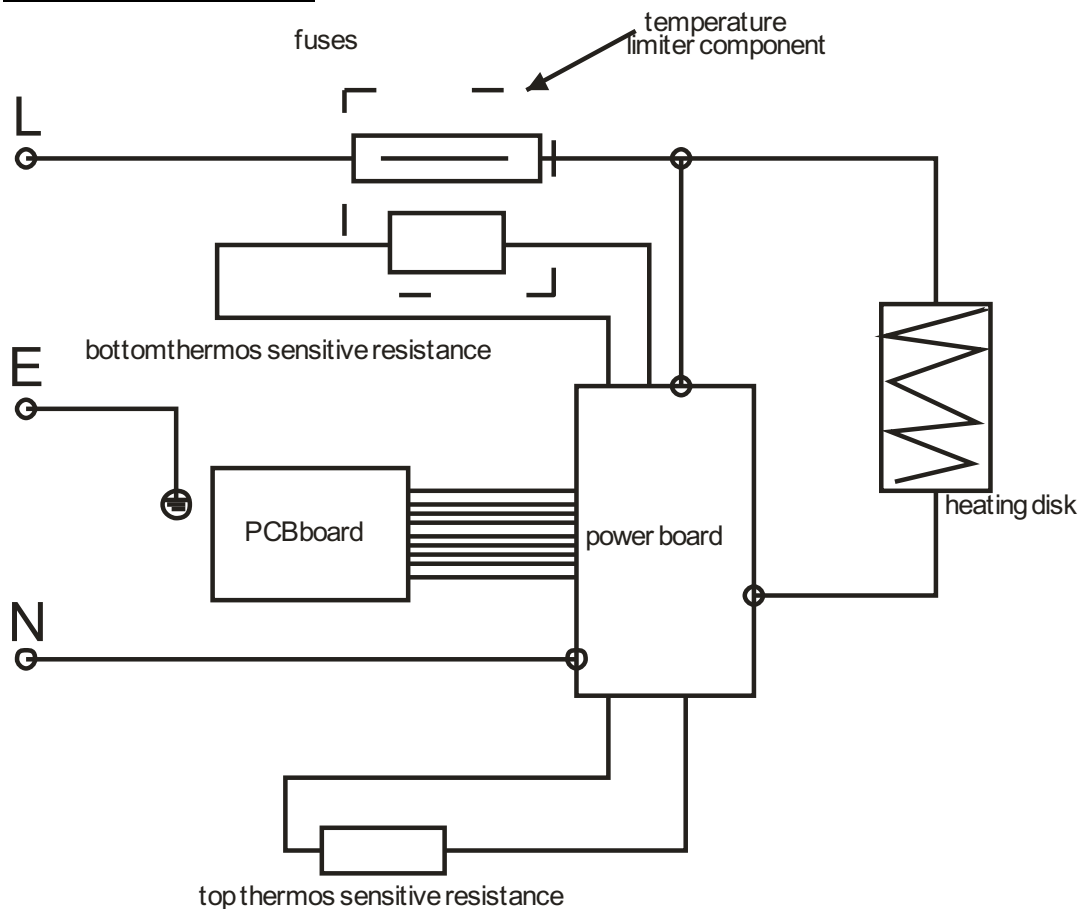 fuses
temperature
limiter component
L
bottomthermos sensitive resistance
E
PCBboard
power board
heating disk
N
top thermos sensitive resistance